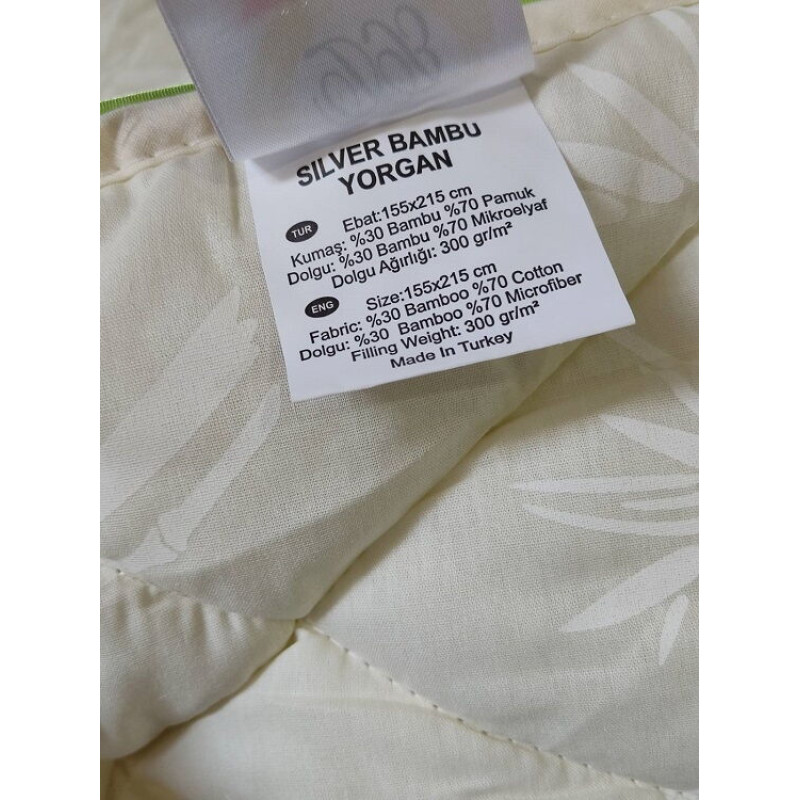 SILVER BAMBU
YORGAN
TUR
Ebat:155x215 cm
Kumaş: %30 Bambu %70 Pamuk
Dolgu: %30 Bambu %70 Mikroelyaf
Dolgu Ağırlığı: 300 gr/m²
ENG
Size:155x215 cm
Fabric: %30 Bamboo %70 Cotton
Dolgu: %30 Bamboo %70 Microfiber
Filling Weight: 300 gr/m²
Made In Turkey